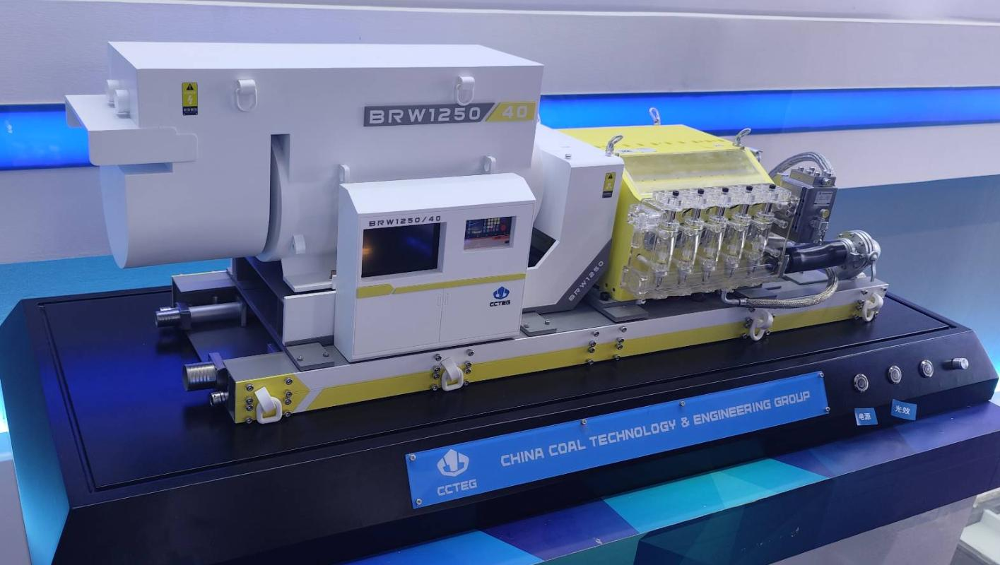 BRW1250 40
BRW1250/40
CCTEG
BRW1250
CHINA COAL TECHNOLOGY & ENGINEERING GROUP
CCTEG
电源
光效